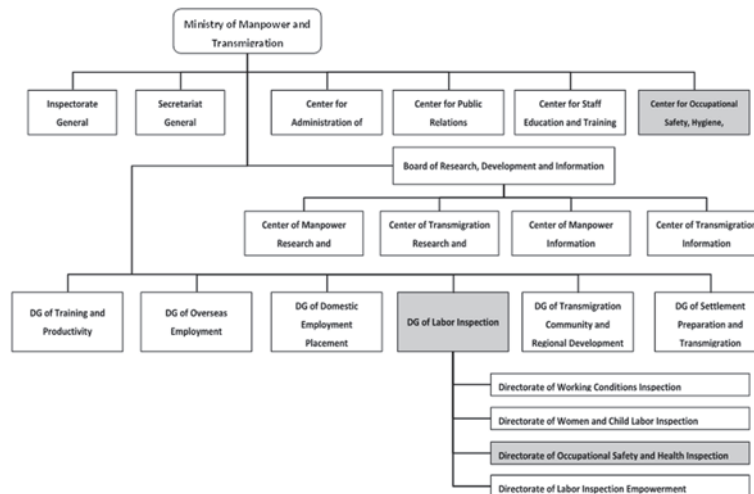 Ministry of Manpower and
Transmigration
Inspectorate
General
Secretariat
General
Center for
Administration of
Center for Public
Relations
Center for Staff
Education and Training
Center for Occupational
Safety, Hygiene,
Board of Research, Development and Information
Center of Manpower
Research and
Center of Transmigration
Research and
Center of Manpower
Information
Center of Transmigration
Information
DG of Training and
Productivity
DG of Overseas
Employment
DG of Domestic
Employment
Placement
DG of Labor Inspection
DG of Transmigration
Community and
Regional Development
DG of Settlement
Preparation and
Transmigration
Directorate of Working Conditions Inspection
Directorate of Women and Child Labor Inspection
Directorate of Occupational Safety and Health Inspection
Directorate of Labor Inspection Empowerment